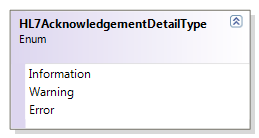 HL7AcknowledgementDetailType
Enum
Information
Warning
Error